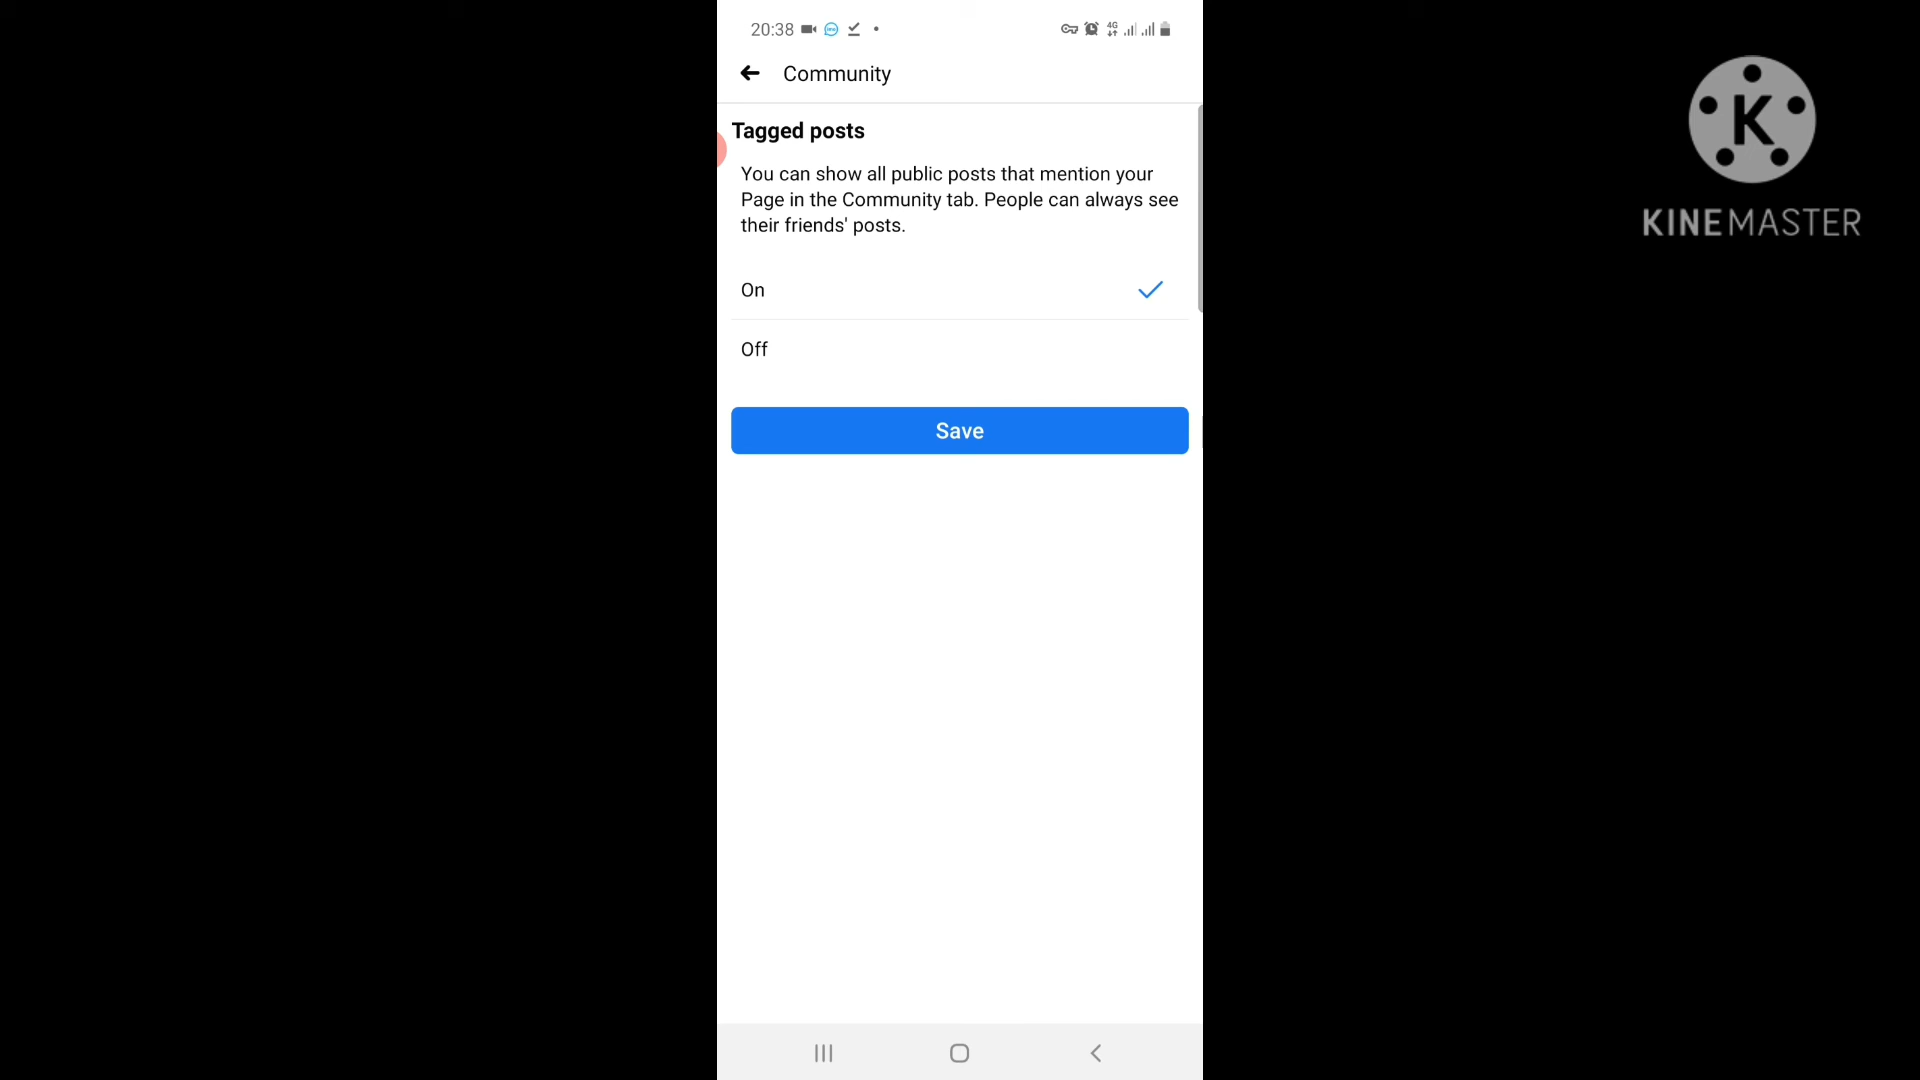 20:38
4G
Community
Tagged posts
You can show all public posts that mention your
Page in the Community tab. People can always see
their friends' posts.
On
Off
Save
K
KINEMASTER